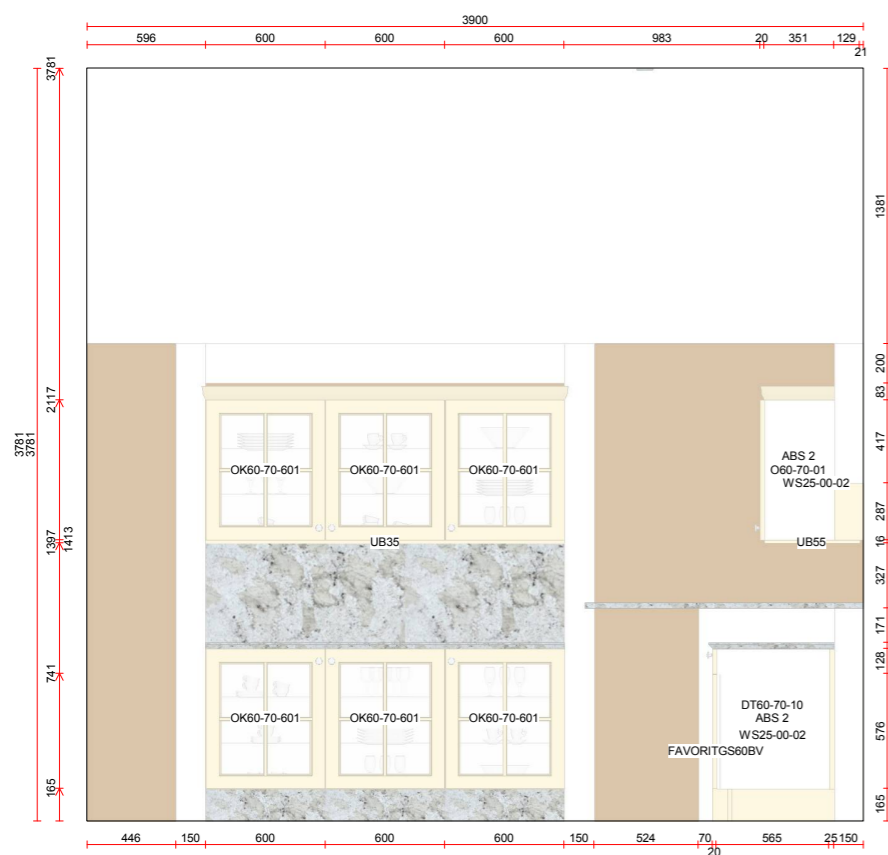 3900
596 600 600 600 983 20 351 129
21
3781
3781
3781
2117
1397
1413
741
165
1381
200
83
417
287
16
327
171
128
576
165
OK60-70-601 OK60-70-601 OK60-70-601
ABS 2
O60-70-01
WS25-00-02
UB35 UB55
OK60-70-601 OK60-70-601 OK60-70-601
DT60-70-10
ABS 2
WS25-00-02
FAVORITGS60BV
446 150 600 600 600 150 524 70 565 25 150
20